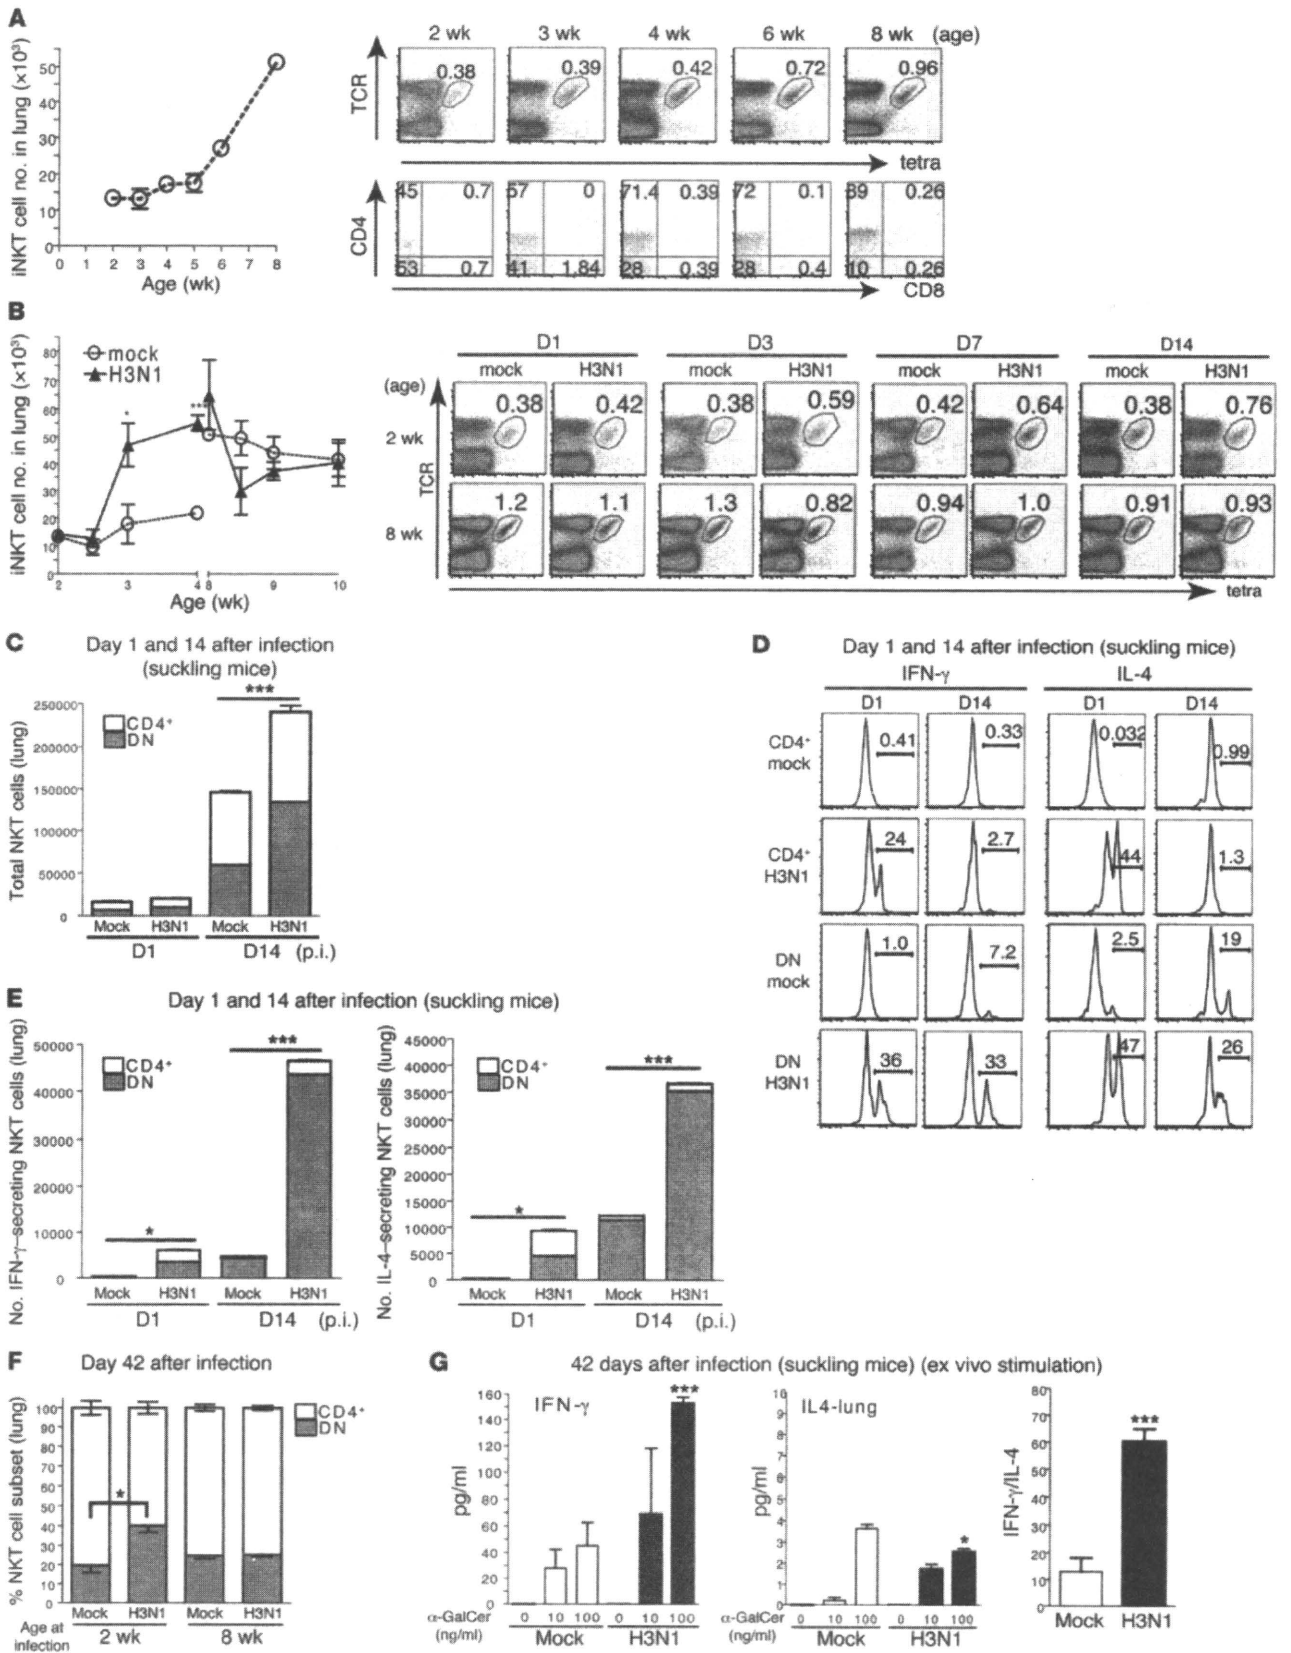 A
iNKT cell no. in lung (×10³)
50
40
30
20
10
0
0 1 2 3 4 5 6 7 8
Age (wk)
2 wk 3 wk 4 wk 6 wk 8 wk (age)
TCR
0.38 0.39 0.42 0.72 0.96
tetra
CD4
45 0.7 57 0 71.4 0.39 72 0.1 89 0.26
53 0.7 41 1.84 28 0.39 28 0.4 10 0.26
CD8
B
iNKT cell no. in lung (×10³)
80
70
60
50
40
30
20
10
0
mock
H3N1
*
***
2 3 4 8 9 10
Age (wk)
D1 D3 D7 D14
mock H3N1 mock H3N1 mock H3N1 mock H3N1
(age)
TCR
2 wk
0.38 0.42 0.38 0.59 0.42 0.64 0.38 0.76
8 wk
1.2 1.1 1.3 0.82 0.94 1.0 0.91 0.93
tetra
C
Day 1 and 14 after infection
(suckling mice)
Total NKT cells (lung)
250000
200000
150000
100000
50000
0
CD4⁺
DN
***
Mock H3N1 Mock H3N1
D1 D14 (p.i.)
D
Day 1 and 14 after infection (suckling mice)
IFN-γ IL-4
D1 D14 D1 D14
CD4⁺
mock
0.41 0.33 0.032 0.99
CD4⁺
H3N1
24 2.7 44 1.3
DN
mock
1.0 7.2 2.5 19
DN
H3N1
36 33 47 26
E
Day 1 and 14 after infection (suckling mice)
No. IFN-γ–secreting NKT cells (lung)
50000
40000
30000
20000
10000
0
CD4⁺
DN
*
***
Mock H3N1 Mock H3N1
D1 D14 (p.i.)
No. IL-4–secreting NKT cells (lung)
45000
40000
35000
30000
25000
20000
15000
10000
5000
0
CD4⁺
DN
*
***
Mock H3N1 Mock H3N1
D1 D14 (p.i.)
F
Day 42 after infection
% NKT cell subset (lung)
100
90
80
70
60
50
40
30
20
10
0
CD4⁺
DN
*
Mock H3N1 Mock H3N1
Age at
infection
2 wk 8 wk
G
42 days after infection (suckling mice) (ex vivo stimulation)
pg/ml
160
140
120
100
80
60
40
20
0
IFN-γ
***
α-GalCer
(ng/ml)
0 10 100 0 10 100
Mock H3N1
pg/ml
10
9
8
7
6
5
4
3
2
1
0
IL4-lung
*
α-GalCer
(ng/ml)
0 10 100 0 10 100
Mock H3N1
IFN-γ/IL-4
80
70
60
50
40
30
20
10
0
***
Mock H3N1